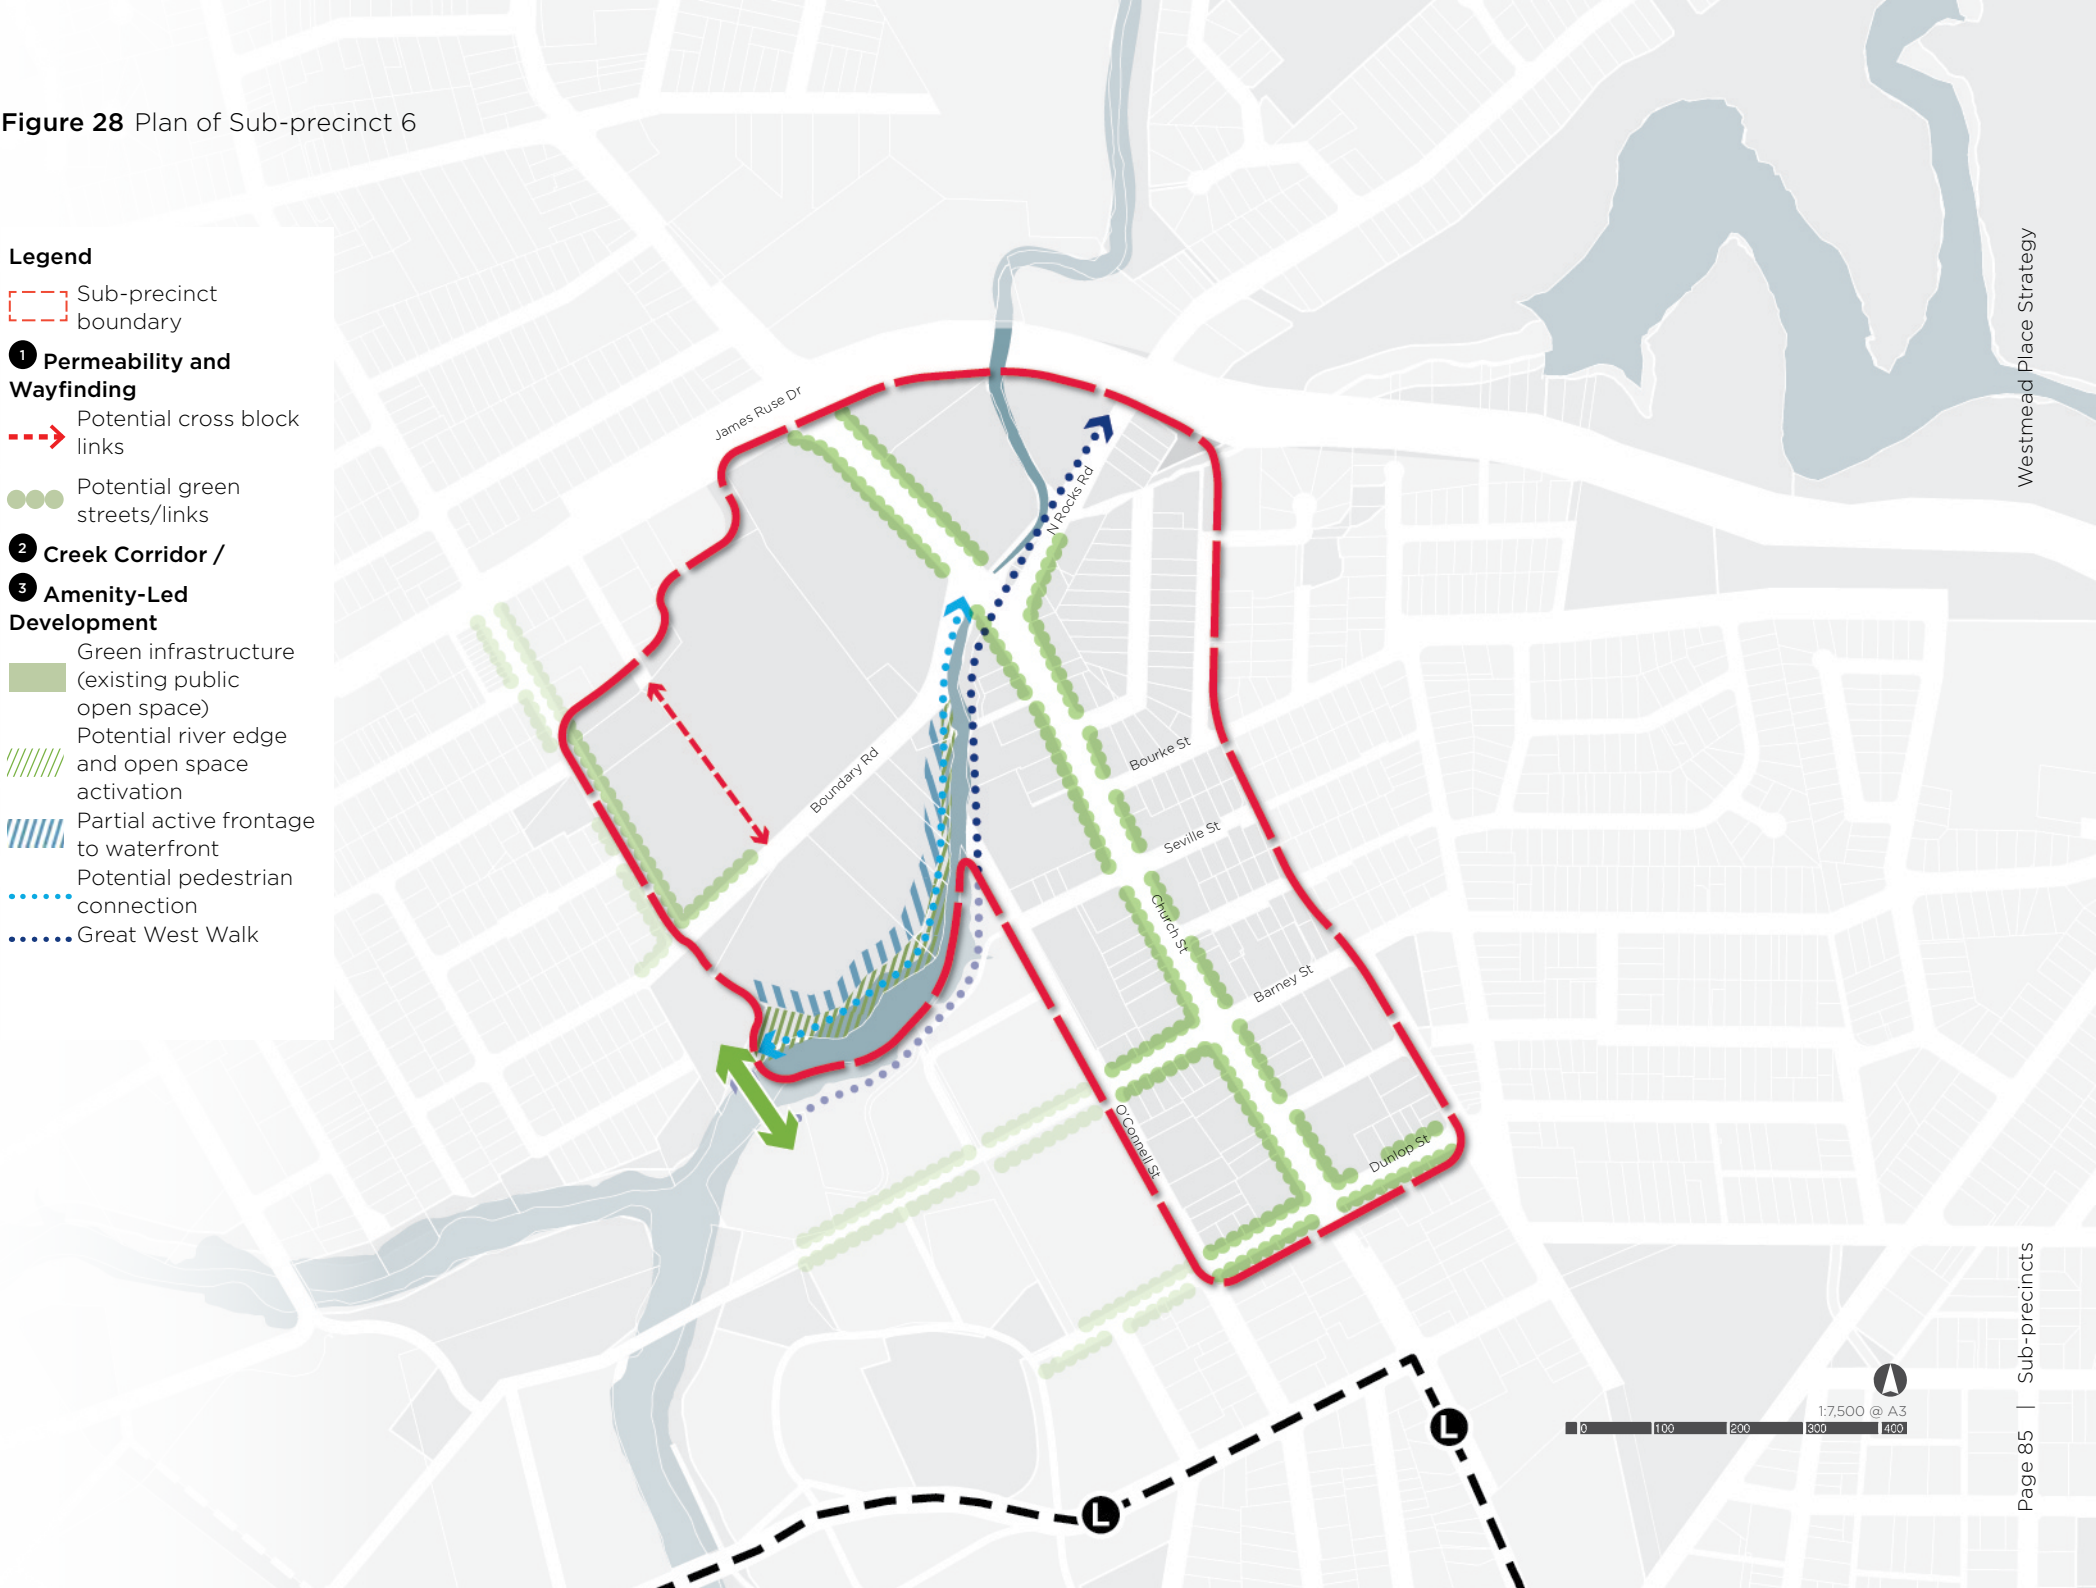 Figure 28 Plan of Sub-precinct 6
Legend
Sub-precinct
boundary
1 Permeability and
Wayfinding
Potential cross block
links
Potential green
streets/links
2 Creek Corridor /
3 Amenity-Led
Development
Green infrastructure
(existing public
open space)
Potential river edge
and open space
activation
Partial active frontage
to waterfront
Potential pedestrian
connection
Great West Walk
James Ruse Dr
N Rocks Rd
Boundary Rd
Bourke St
Seville St
Church St
Barney St
O'Connell St
Dunlop St
L
L
1:7,500 @ A3
0 100 200 300 400
Westmead Place Strategy
Page 85 | Sub-precincts